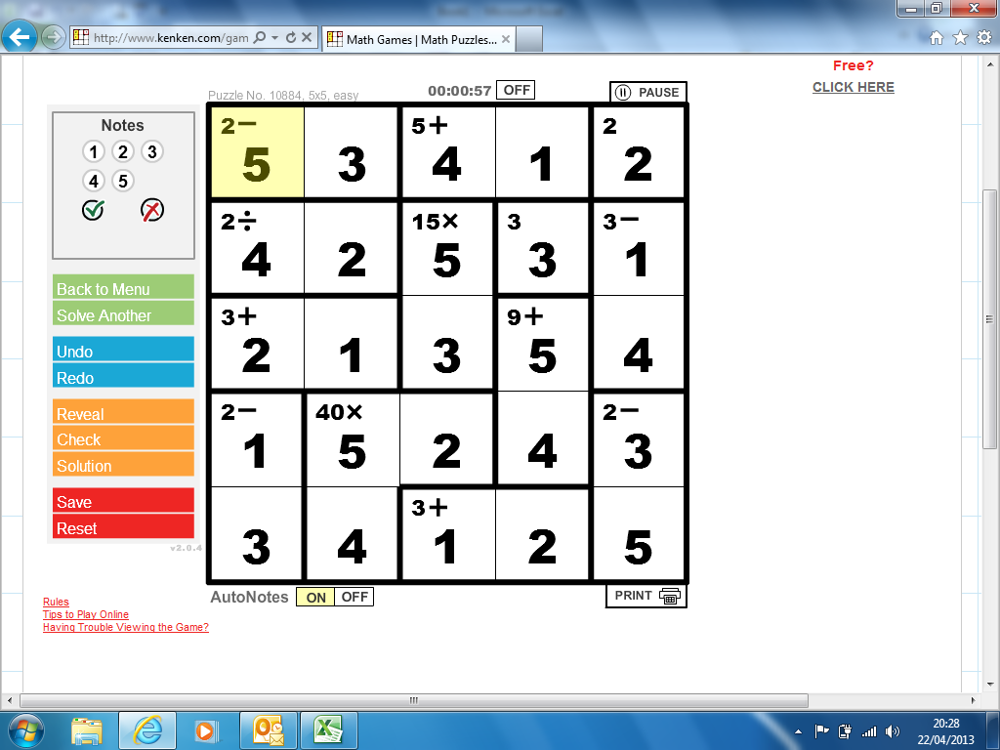 http://www.kenken.com/gam
Math Games | Math Puzzles...
Free?
CLICK HERE
Puzzle No. 10884, 5x5, easy
00:00:57 OFF
PAUSE
Notes
1 2 3
4 5
Back to Menu
Solve Another
Undo
Redo
Reveal
Check
Solution
Save
Reset
v2.0.4
2− 5+ 2
5 3 4 1 2
2÷ 15× 3 3−
4 2 5 3 1
3+ 9+
2 1 3 5 4
2− 40× 2−
1 5 2 4 3
3+
3 4 1 2 5
AutoNotes ON OFF
PRINT
Rules
Tips to Play Online
Having Trouble Viewing the Game?
20:28
22/04/2013